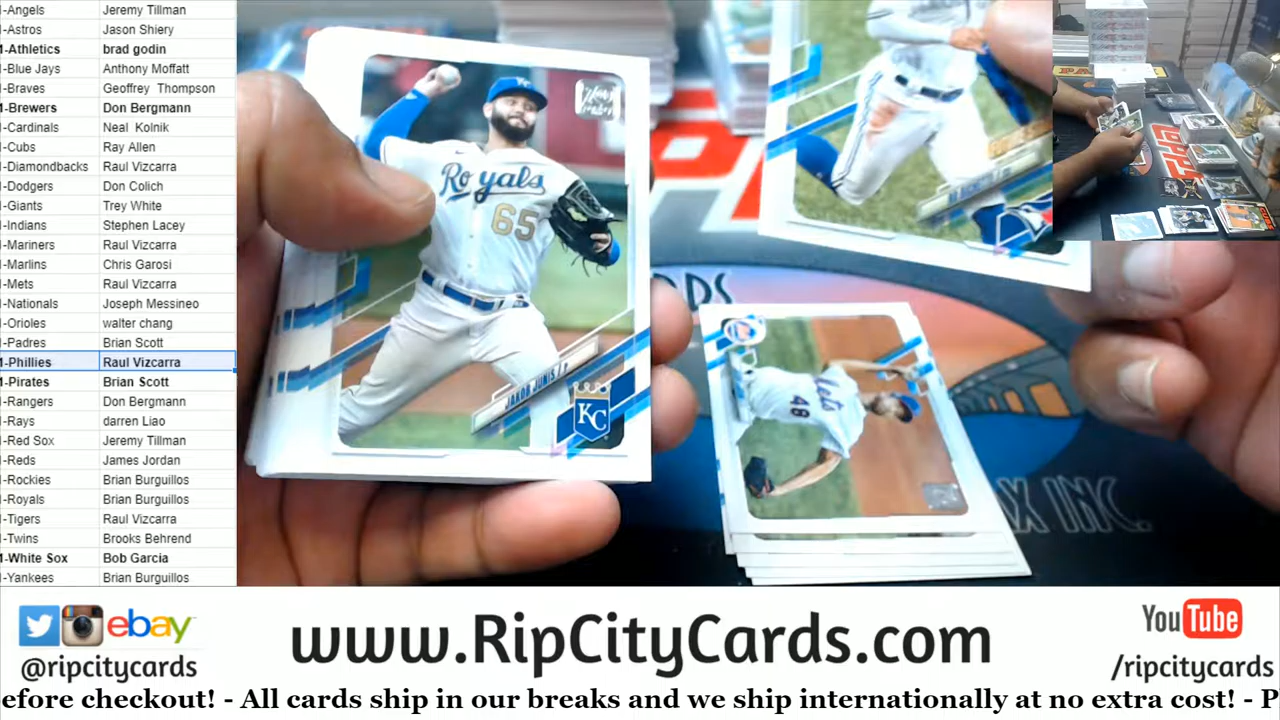 -Angels Jeremy Tillman
-Astros Jason Shiery
-Athletics brad godin
-Blue Jays Anthony Moffatt
-Braves Geoffrey Thompson
-Brewers Don Bergmann
-Cardinals Neal Kolnik
-Cubs Ray Allen
-Diamondbacks Raul Vizcarra
-Dodgers Don Colich
-Giants Trey White
-Indians Stephen Lacey
-Mariners Raul Vizcarra
-Marlins Chris Garosi
-Mets Raul Vizcarra
-Nationals Joseph Messineo
-Orioles walter chang
-Padres Brian Scott
-Phillies Raul Vizcarra
-Pirates Brian Scott
-Rangers Don Bergmann
-Rays darren Liao
-Red Sox Jeremy Tillman
-Reds James Jordan
-Rockies Brian Burguillos
-Royals Brian Burguillos
-Tigers Raul Vizcarra
-Twins Brooks Behrend
-White Sox Bob Garcia
-Yankees Brian Burguillos
Royals
65
JAKOB JUNIS / P
KC
Mets
48
INC.
ebay
@ripcitycards
www.RipCityCards.com
YouTube
/ripcitycards
efore checkout! - All cards ship in our breaks and we ship internationally at no extra cost! - P